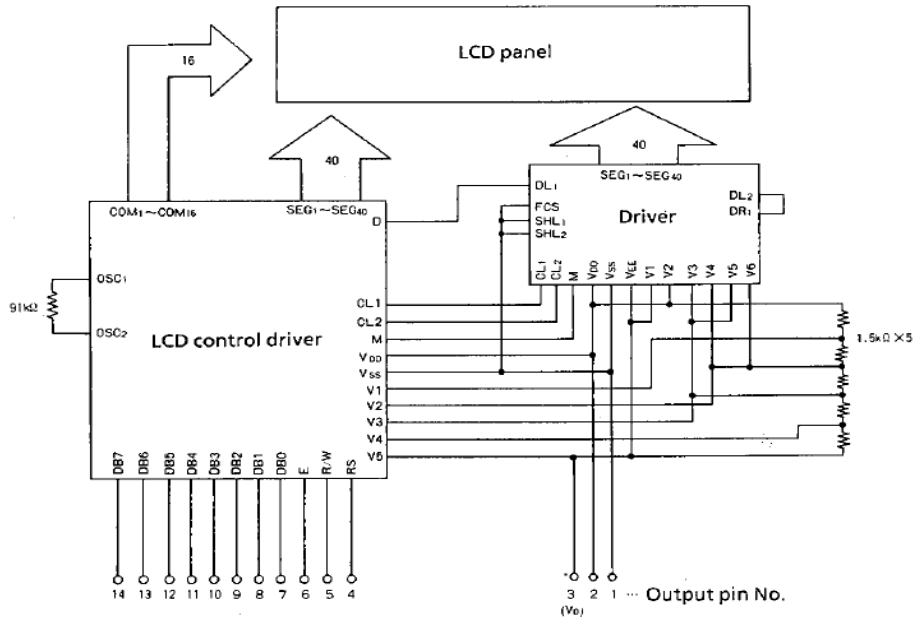 LCD panel
16
40
40
COM1~COM16
SEG1~SEG40
D
SEG1~SEG40
DL1
FCS
SHL1
SHL2
Driver
DL2
DR1
CL1
CL2
M
VDD
VSS
VEE
V1
V2
V3
V4
V5
V6
OSC1
91kΩ
OSC2
LCD control driver
CL1
CL2
M
VDD
VSS
V1
V2
V3
V4
V5
1.5kΩ×5
DB7
DB6
DB5
DB4
DB3
DB2
DB1
DB0
E
R/W
RS
14 13 12 11 10 9 8 7 6 5 4 3 2 1 ··· Output pin No.
(Vo)